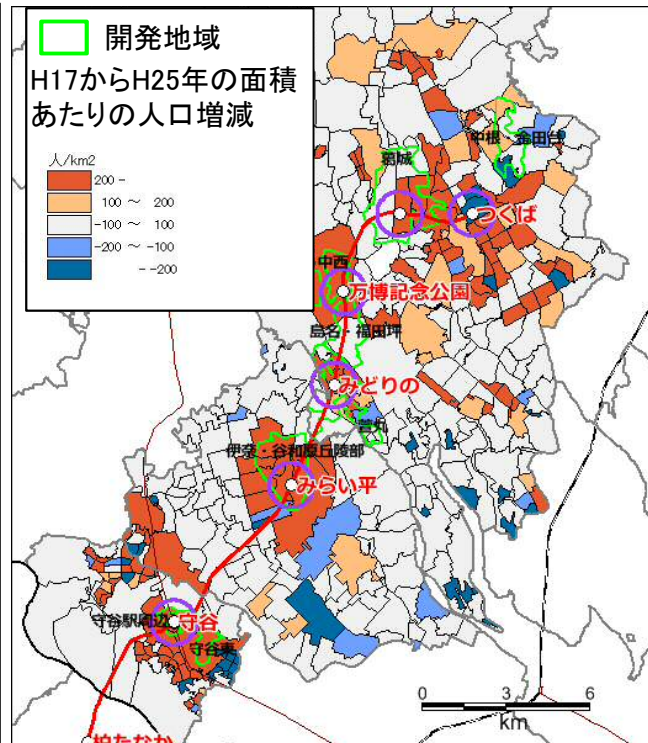 開発地域
H17からH25年の面積
あたりの人口増減
人/km2
200 -
100 ～ 200
-100 ～ 100
-200 ～ -100
- -200
中根・金田台
葛城
つくば
中西
万博記念公園
島名・福田坪
みどりの
萱丸
伊奈・谷和原丘陵部
みらい平
守谷駅周辺
守谷
守谷東
0 3 6
km
柏たなか